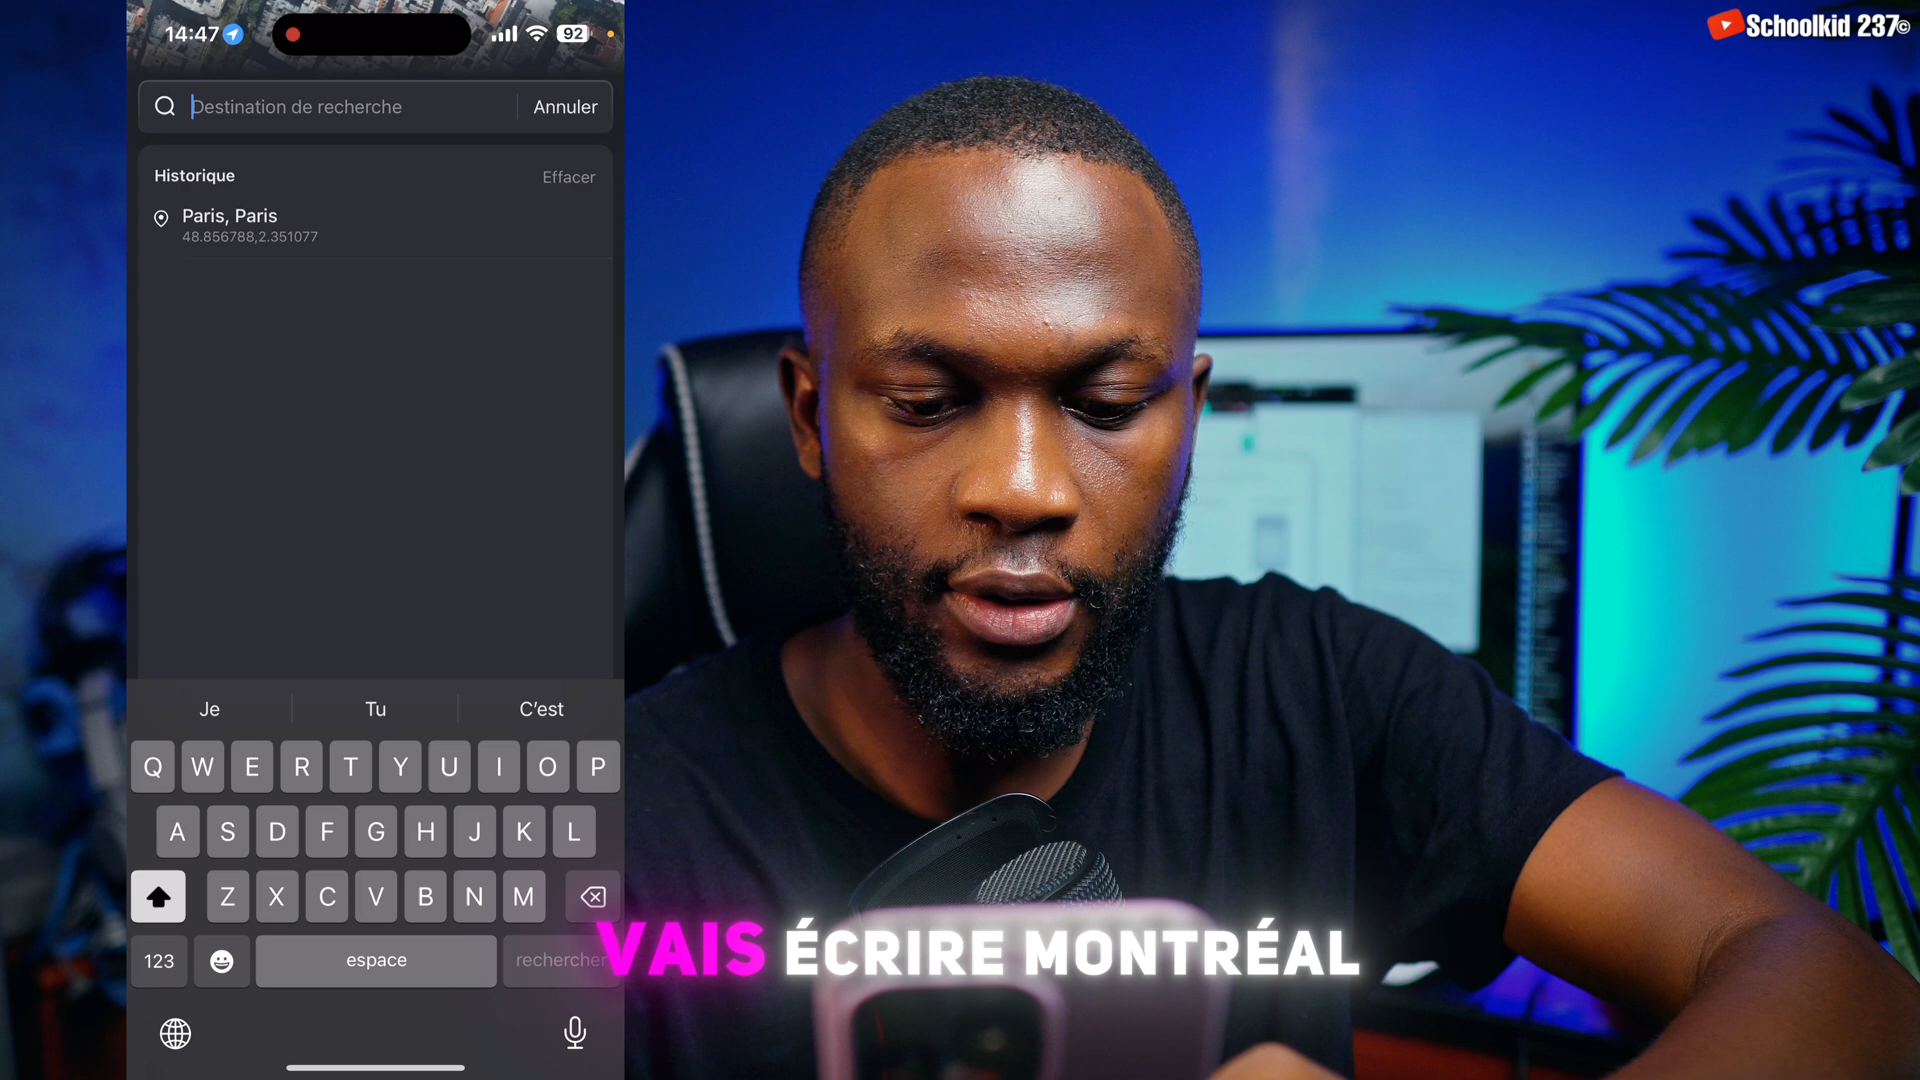 14:47
92
Schoolkid 237©
Destination de recherche
Annuler
Historique
Effacer
Paris, Paris
48.856788,2.351077
Je Tu C'est
Q W E R T Y U I O P
A S D F G H J K L
Z X C V B N M
123 espace rechercher
VAIS ÉCRIRE MONTRÉAL